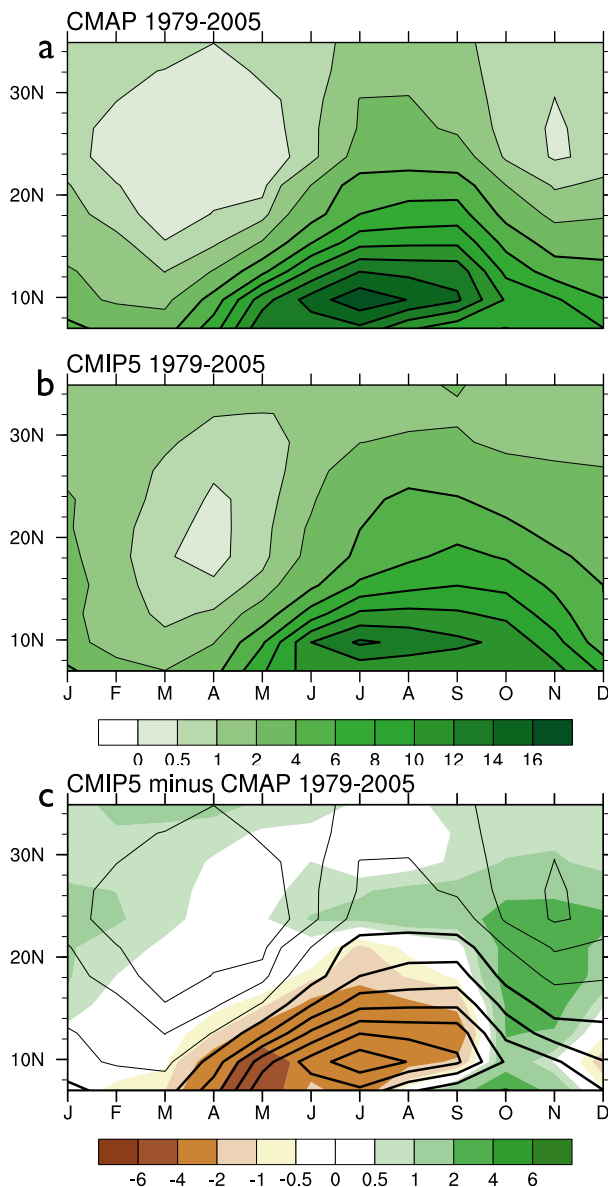 CMAP 1979-2005
a
30N
20N
10N
CMIP5 1979-2005
b
30N
20N
10N
J F M A M J J A S O N D
0 0.5 1 2 4 6 8 10 12 14 16
CMIP5 minus CMAP 1979-2005
c
30N
20N
10N
J F M A M J J A S O N D
-6 -4 -2 -1 -0.5 0 0.5 1 2 4 6